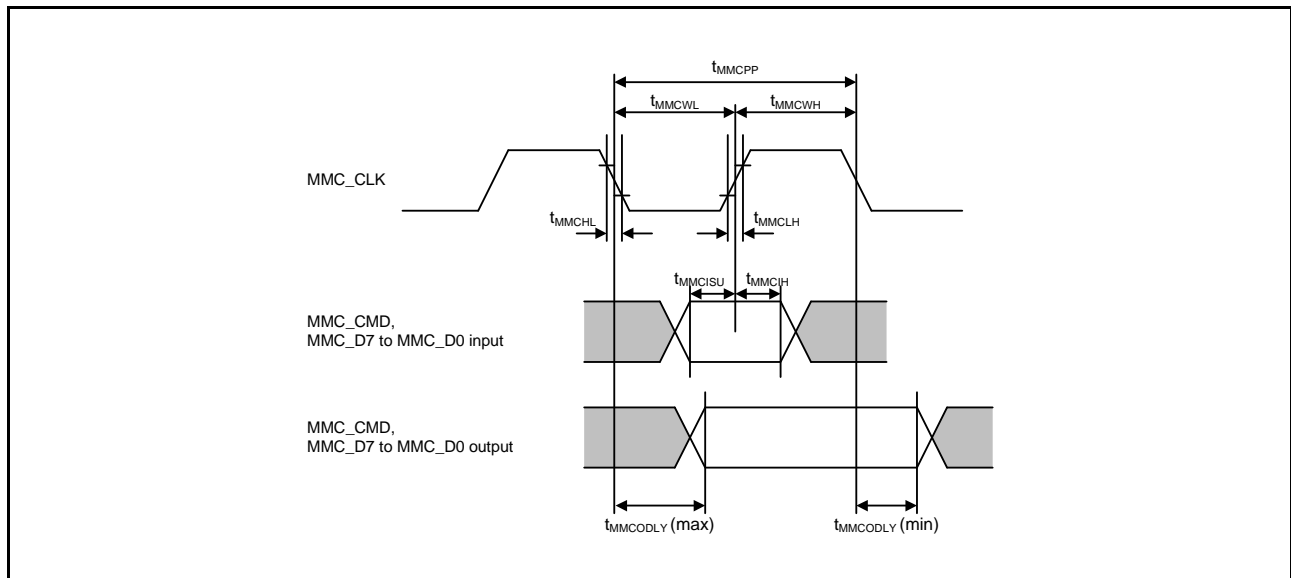 tMMCPP
tMMCWL
tMMCWH
MMC_CLK
tMMCHL
tMMCLH
tMMCISU
tMMCIH
MMC_CMD,
MMC_D7 to MMC_D0 input
MMC_CMD,
MMC_D7 to MMC_D0 output
tMMCODLY (max)
tMMCODLY (min)